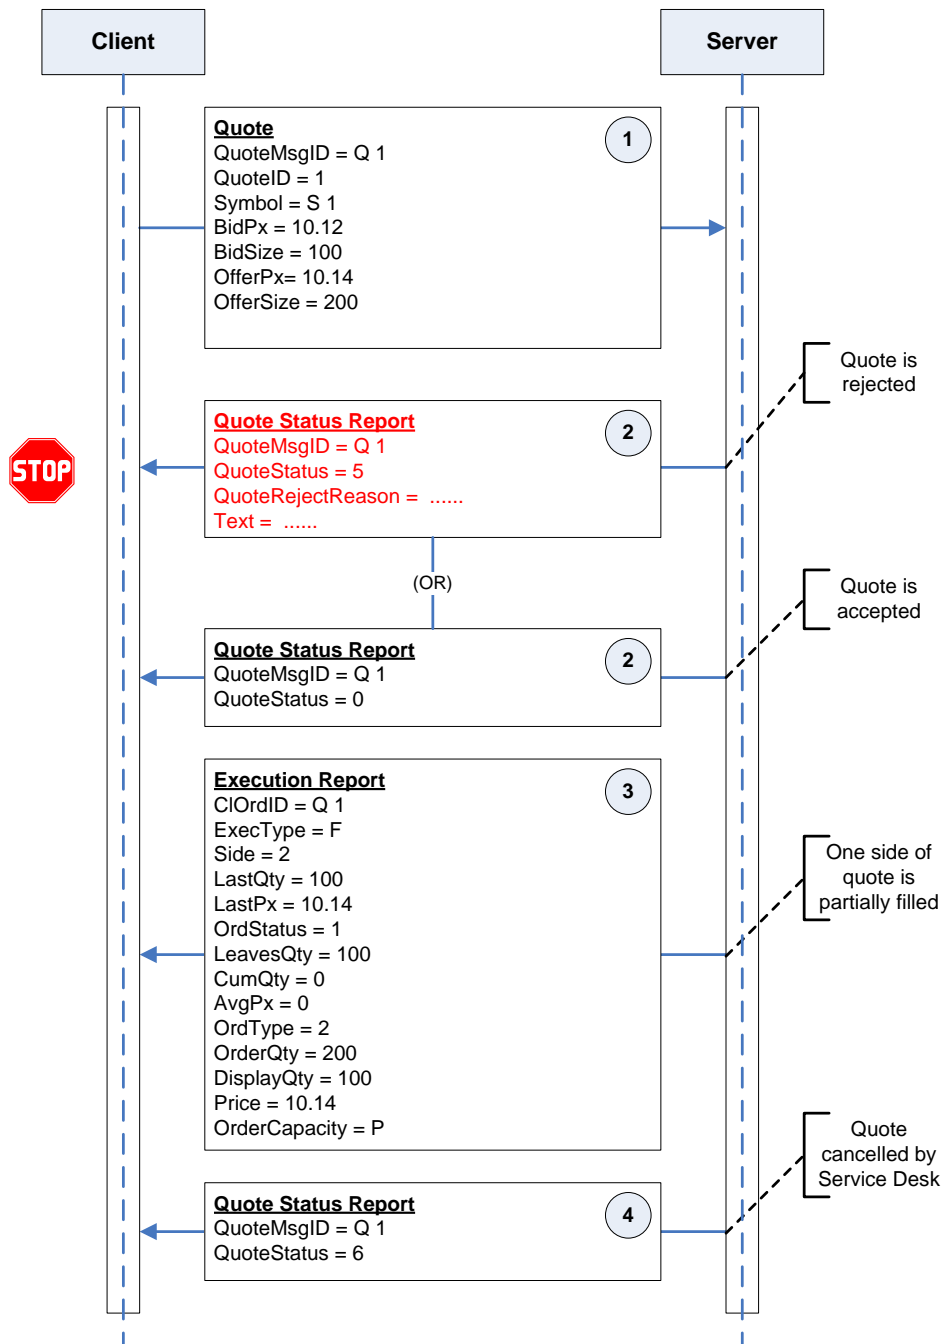 Client
Server
Quote
1
QuoteMsgID = Q 1
QuoteID = 1
Symbol = S 1
BidPx = 10.12
BidSize = 100
OfferPx= 10.14
OfferSize = 200
Quote is
rejected
Quote Status Report
2
QuoteMsgID = Q 1
QuoteStatus = 5
QuoteRejectReason =  ......
Text =  ......
STOP
(OR)
Quote is
accepted
Quote Status Report
2
QuoteMsgID = Q 1
QuoteStatus = 0
Execution Report
3
ClOrdID = Q 1
ExecType = F
Side = 2
LastQty = 100
LastPx = 10.14
OrdStatus = 1
LeavesQty = 100
CumQty = 0
AvgPx = 0
OrdType = 2
OrderQty = 200
DisplayQty = 100
Price = 10.14
OrderCapacity = P
One side of
quote is
partially filled
Quote
cancelled by
Service Desk
Quote Status Report
4
QuoteMsgID = Q 1
QuoteStatus = 6